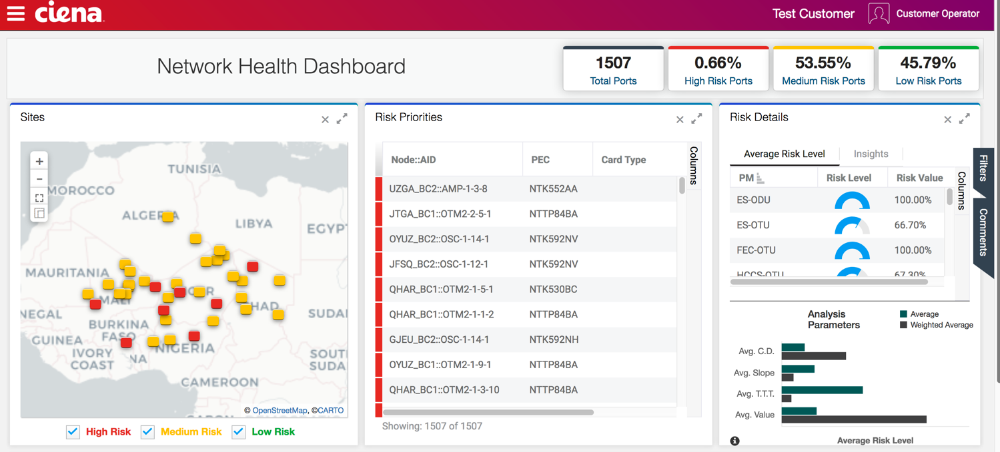 ciena
Test Customer
Customer Operator
Network Health Dashboard
1507
Total Ports
0.66%
High Risk Ports
53.55%
Medium Risk Ports
45.79%
Low Risk Ports
Sites
+
−
TUNISIA
MOROCCO
ALGERIA
LIBYA
EGYPT
MAURITANIA
MALI
CHAD
NEGAL
SUDAI
BURKINA
FASO
GUINEA
NIGERIA
IVORY
COAST
NA
SOUT
SUDA
CAMEROON
© OpenStreetMap, ©CARTO
High Risk
Medium Risk
Low Risk
Risk Priorities
Node::AID PEC Card Type
Columns
UZGA_BC2::AMP-1-3-8 NTK552AA
JTGA_BC1::OTM2-2-5-1 NTTP84BA
OYUZ_BC2::OSC-1-14-1 NTK592NV
JFSQ_BC2::OSC-1-12-1 NTK592NV
QHAR_BC1::OTM2-1-5-1 NTK530BC
QHAR_BC1::OTM2-1-1-2 NTTP84BA
GJEU_BC2::OSC-1-14-1 NTK592NH
OYUZ_BC1::OTM2-1-9-1 NTTP84BA
QHAR_BC1::OTM2-1-3-10 NTTP84BA
Showing: 1507 of 1507
Risk Details
Average Risk Level Insights
PM Risk Level Risk Value
Columns
ES-ODU 100.00%
ES-OTU 66.70%
FEC-OTU 100.00%
HCCS-OTU 67.30%
Analysis
Parameters
Average
Weighted Average
Avg. C.D.
Avg. Slope
Avg. T.T.T.
Avg. Value
Average Risk Level
Filters
Comments